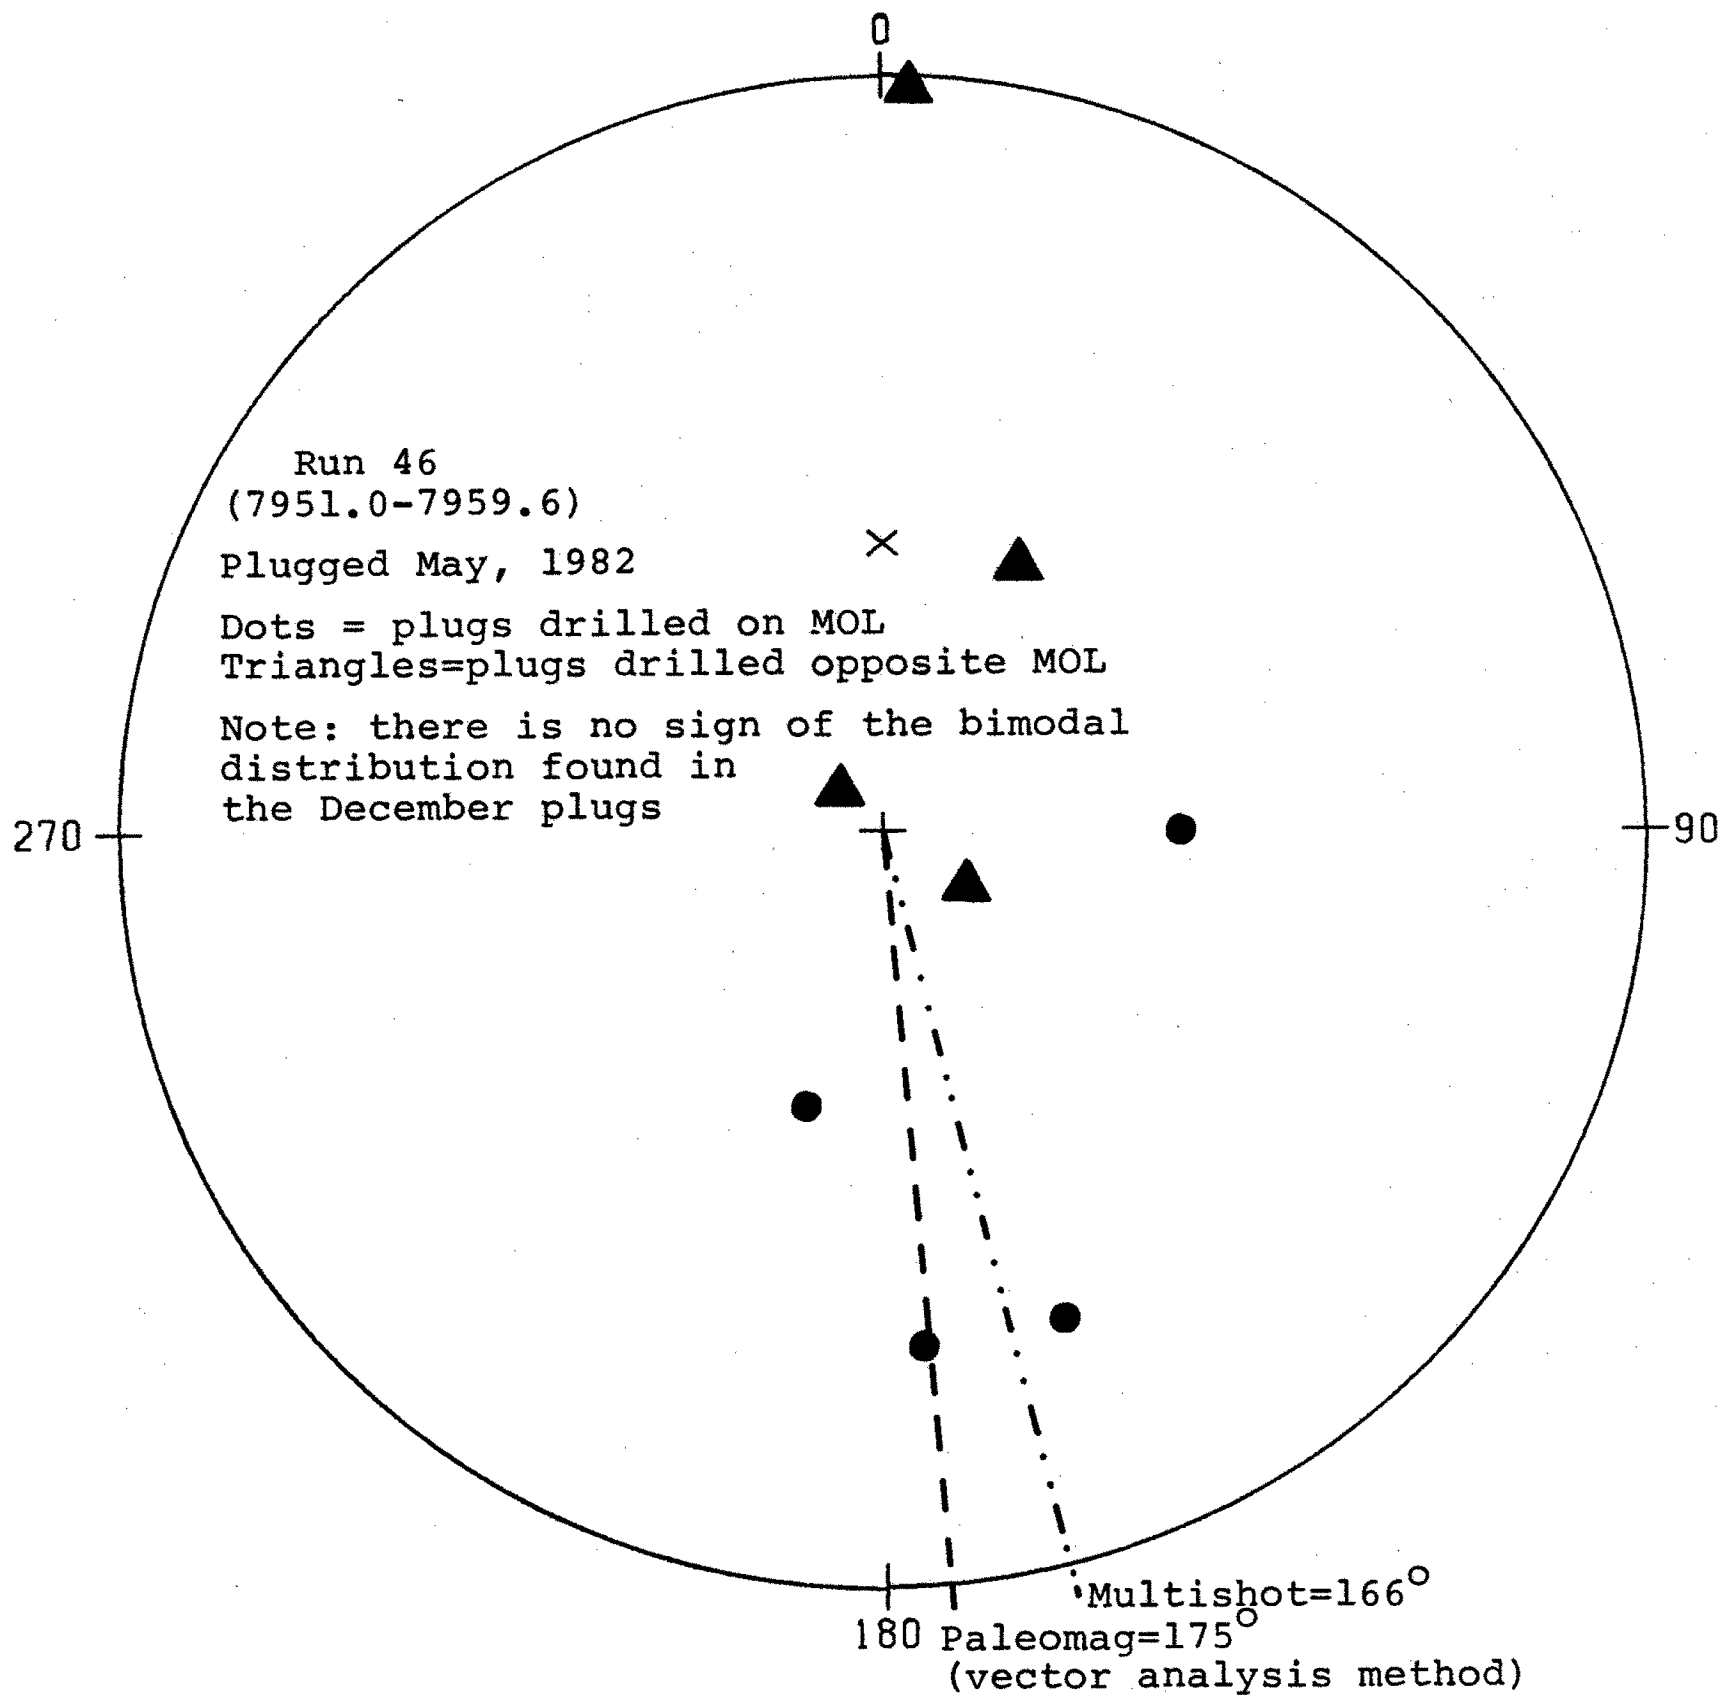 0
Run 46
(7951.0-7959.6)
Plugged May, 1982
Dots = plugs drilled on MOL
Triangles=plugs drilled opposite MOL
Note: there is no sign of the bimodal
distribution found in
the December plugs
270
90
Multishot=166°
180 Paleomag=175°
(vector analysis method)